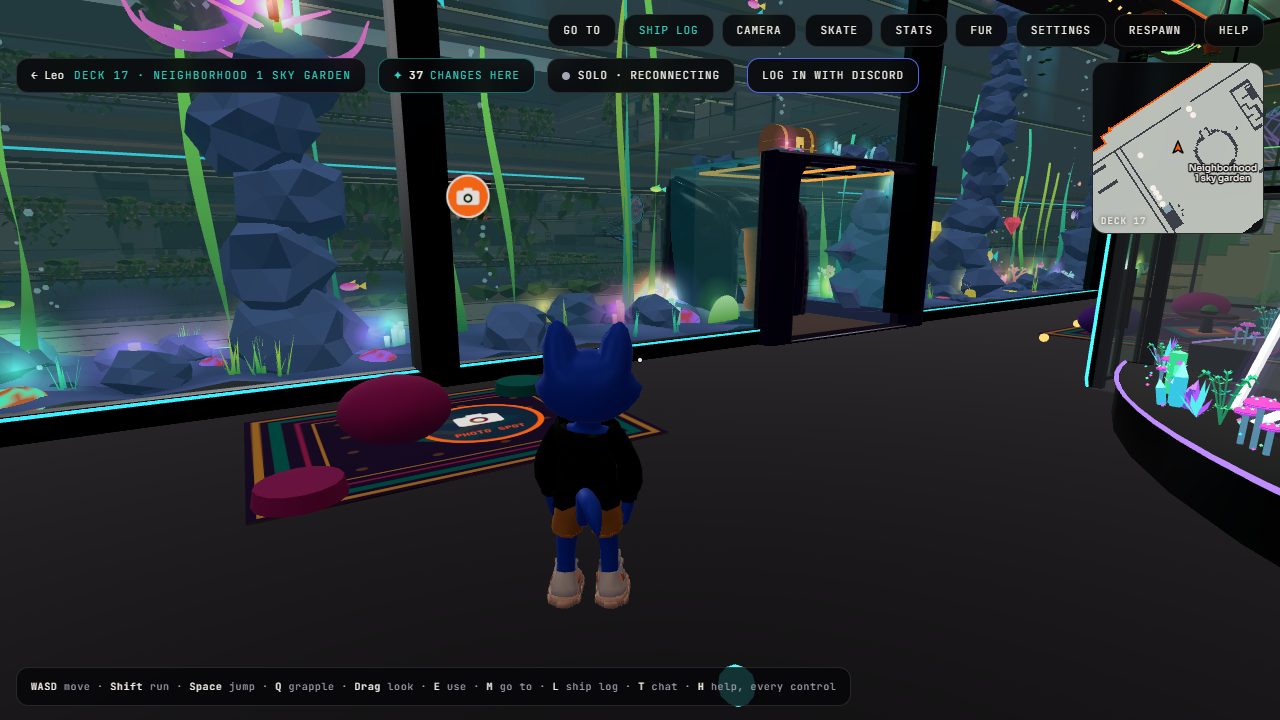 GO TO
SHIP LOG
CAMERA
SKATE
STATS
FUR
SETTINGS
RESPAWN
HELP
← Leo DECK 17 · NEIGHBORHOOD 1 SKY GARDEN
✦ 37 CHANGES HERE
● SOLO · RECONNECTING
LOG IN WITH DISCORD
Neighborhood
1 sky garden
DECK 17
PHOTO SPOT
WASD move · Shift run · Space jump · Q grapple · Drag look · E use · M go to · L ship log · T chat · H help, every control